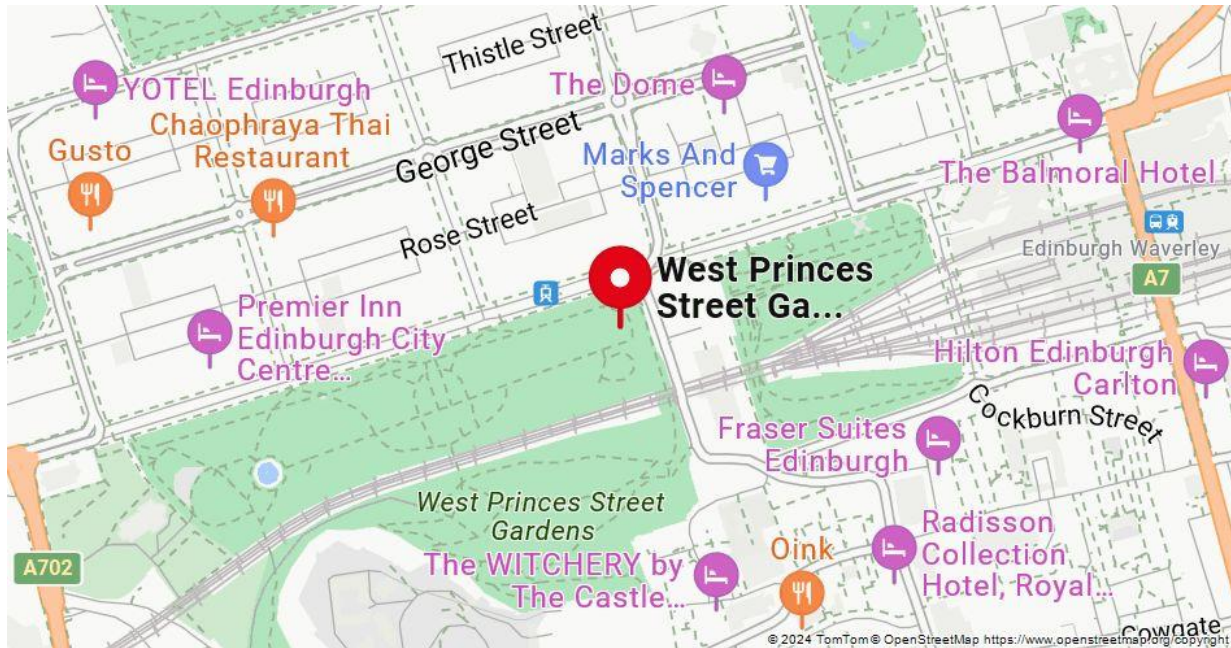 Thistle Street
YOTEL Edinburgh
The Dome
Chaophraya Thai
Restaurant
Gusto
George Street
Marks And
Spencer
The Balmoral Hotel
Rose Street
Edinburgh Waverley
West Princes
Street Ga...
A7
Premier Inn
Edinburgh City
Centre...
Hilton Edinburgh
Carlton
Cockburn Street
Fraser Suites
Edinburgh
West Princes Street
Gardens
Radisson
Collection
Hotel, Royal...
Oink
The WITCHERY by
The Castle...
A702
Cowgate
© 2024 TomTom © OpenStreetMap https://www.openstreetmap.org/copyright